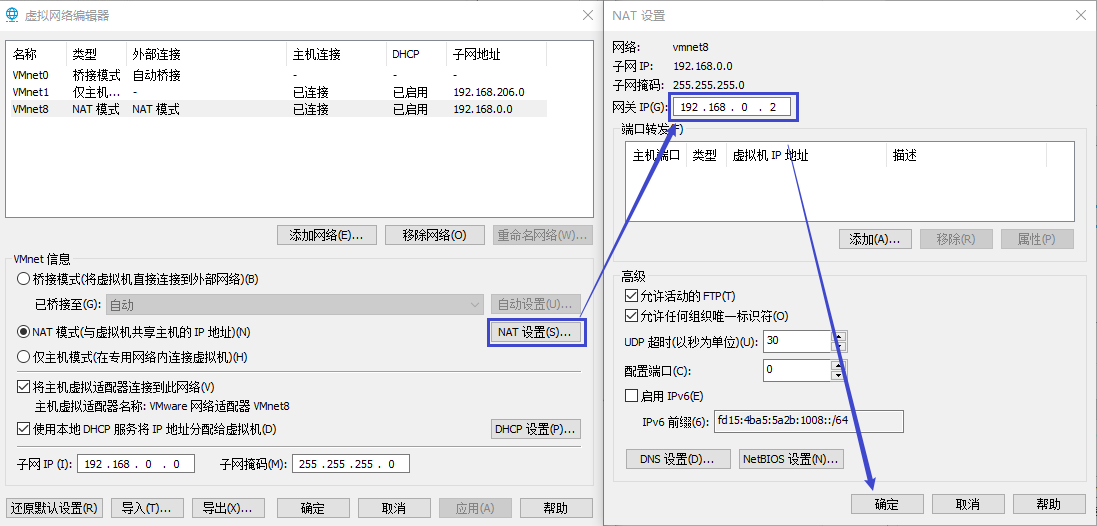 虚拟网络编辑器
名称 类型 外部连接 主机连接 DHCP 子网地址
VMnet0 桥接模式 自动桥接 - - -
VMnet1 仅主机... - 已连接 已启用 192.168.206.0
VMnet8 NAT 模式 NAT 模式 已连接 已启用 192.168.0.0
添加网络(E)... 移除网络(O) 重命名网络(W)...
VMnet 信息
桥接模式(将虚拟机直接连接到外部网络)(B)
已桥接至(G): 自动 自动设置(U)...
NAT 模式(与虚拟机共享主机的 IP 地址)(N) NAT 设置(S)...
仅主机模式(在专用网络内连接虚拟机)(H)
将主机虚拟适配器连接到此网络(V)
主机虚拟适配器名称: VMware 网络适配器 VMnet8
使用本地 DHCP 服务将 IP 地址分配给虚拟机(D) DHCP 设置(P)...
子网 IP (I): 192 .168 . 0 . 0 子网掩码(M): 255 .255 .255 . 0
还原默认设置(R) 导入(T)... 导出(X)... 确定 取消 应用(A) 帮助
NAT 设置
网络: vmnet8
子网 IP: 192.168.0.0
子网掩码: 255.255.255.0
网关 IP(G): 192 .168 . 0 . 2
端口转发(F)
主机端口 类型 虚拟机 IP 地址 描述
添加(A)... 移除(R) 属性(P)
高级
允许活动的 FTP(T)
允许任何组织唯一标识符(O)
UDP 超时(以秒为单位)(U): 30
配置端口(C): 0
启用 IPv6(E)
IPv6 前缀(6): fd15:4ba5:5a2b:1008::/64
DNS 设置(D)... NetBIOS 设置(N)...
确定 取消 帮助